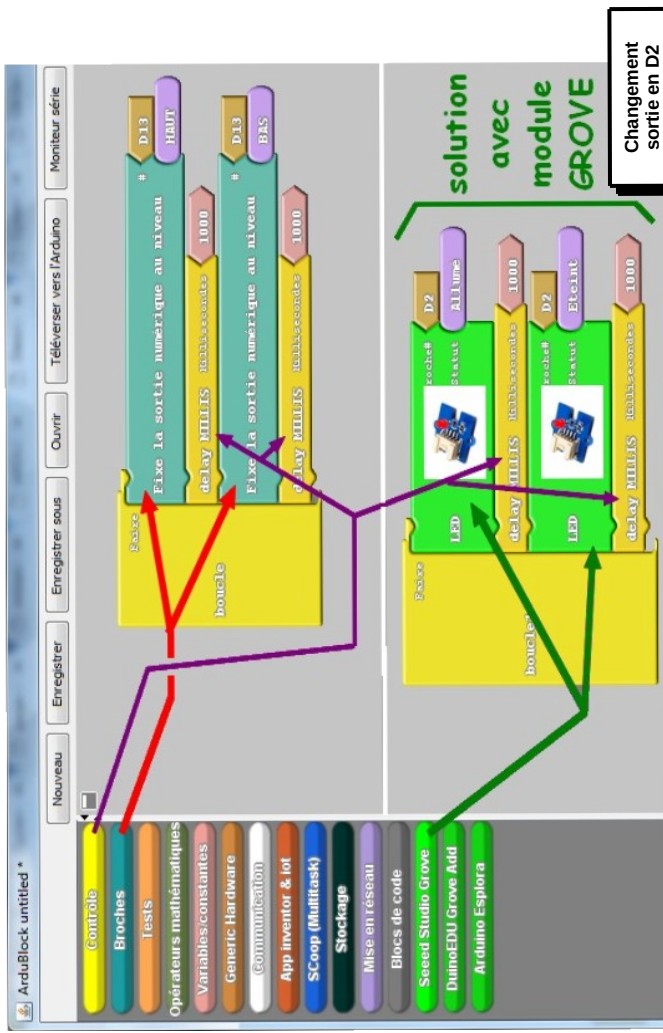 ArduBlock untitled *
Nouveau
Enregistrer
Enregistrer sous
Ouvrir
Téléverser vers l'Arduino
Moniteur série
Contrôle
Broches
Tests
Opérateurs mathématiques
Variables/constantes
Generic Hardware
Communication
App inventor & iot
SCoop (Multitask)
Stockage
Mise en réseau
Blocs de code
Seeed Studio Grove
DuinoEDU Grove Add
Arduino Esplora
Faire
boucle
Fixe la sortie numérique au niveau
#
D13
HAUT
delay MILLIS Millisecondes
1000
Fixe la sortie numérique au niveau
#
D13
BAS
delay MILLIS Millisecondes
1000
Faire
boucle
LED
roche#
Statut
D2
Allumé
delay MILLIS Millisecondes
1000
LED
roche#
Statut
D2
Eteint
delay MILLIS Millisecondes
1000
solution
avec
module
GROVE
Changement
sortie en D2